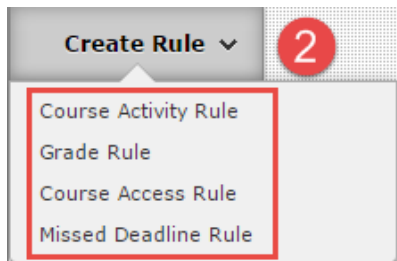 Create Rule
2
Course Activity Rule
Grade Rule
Course Access Rule
Missed Deadline Rule